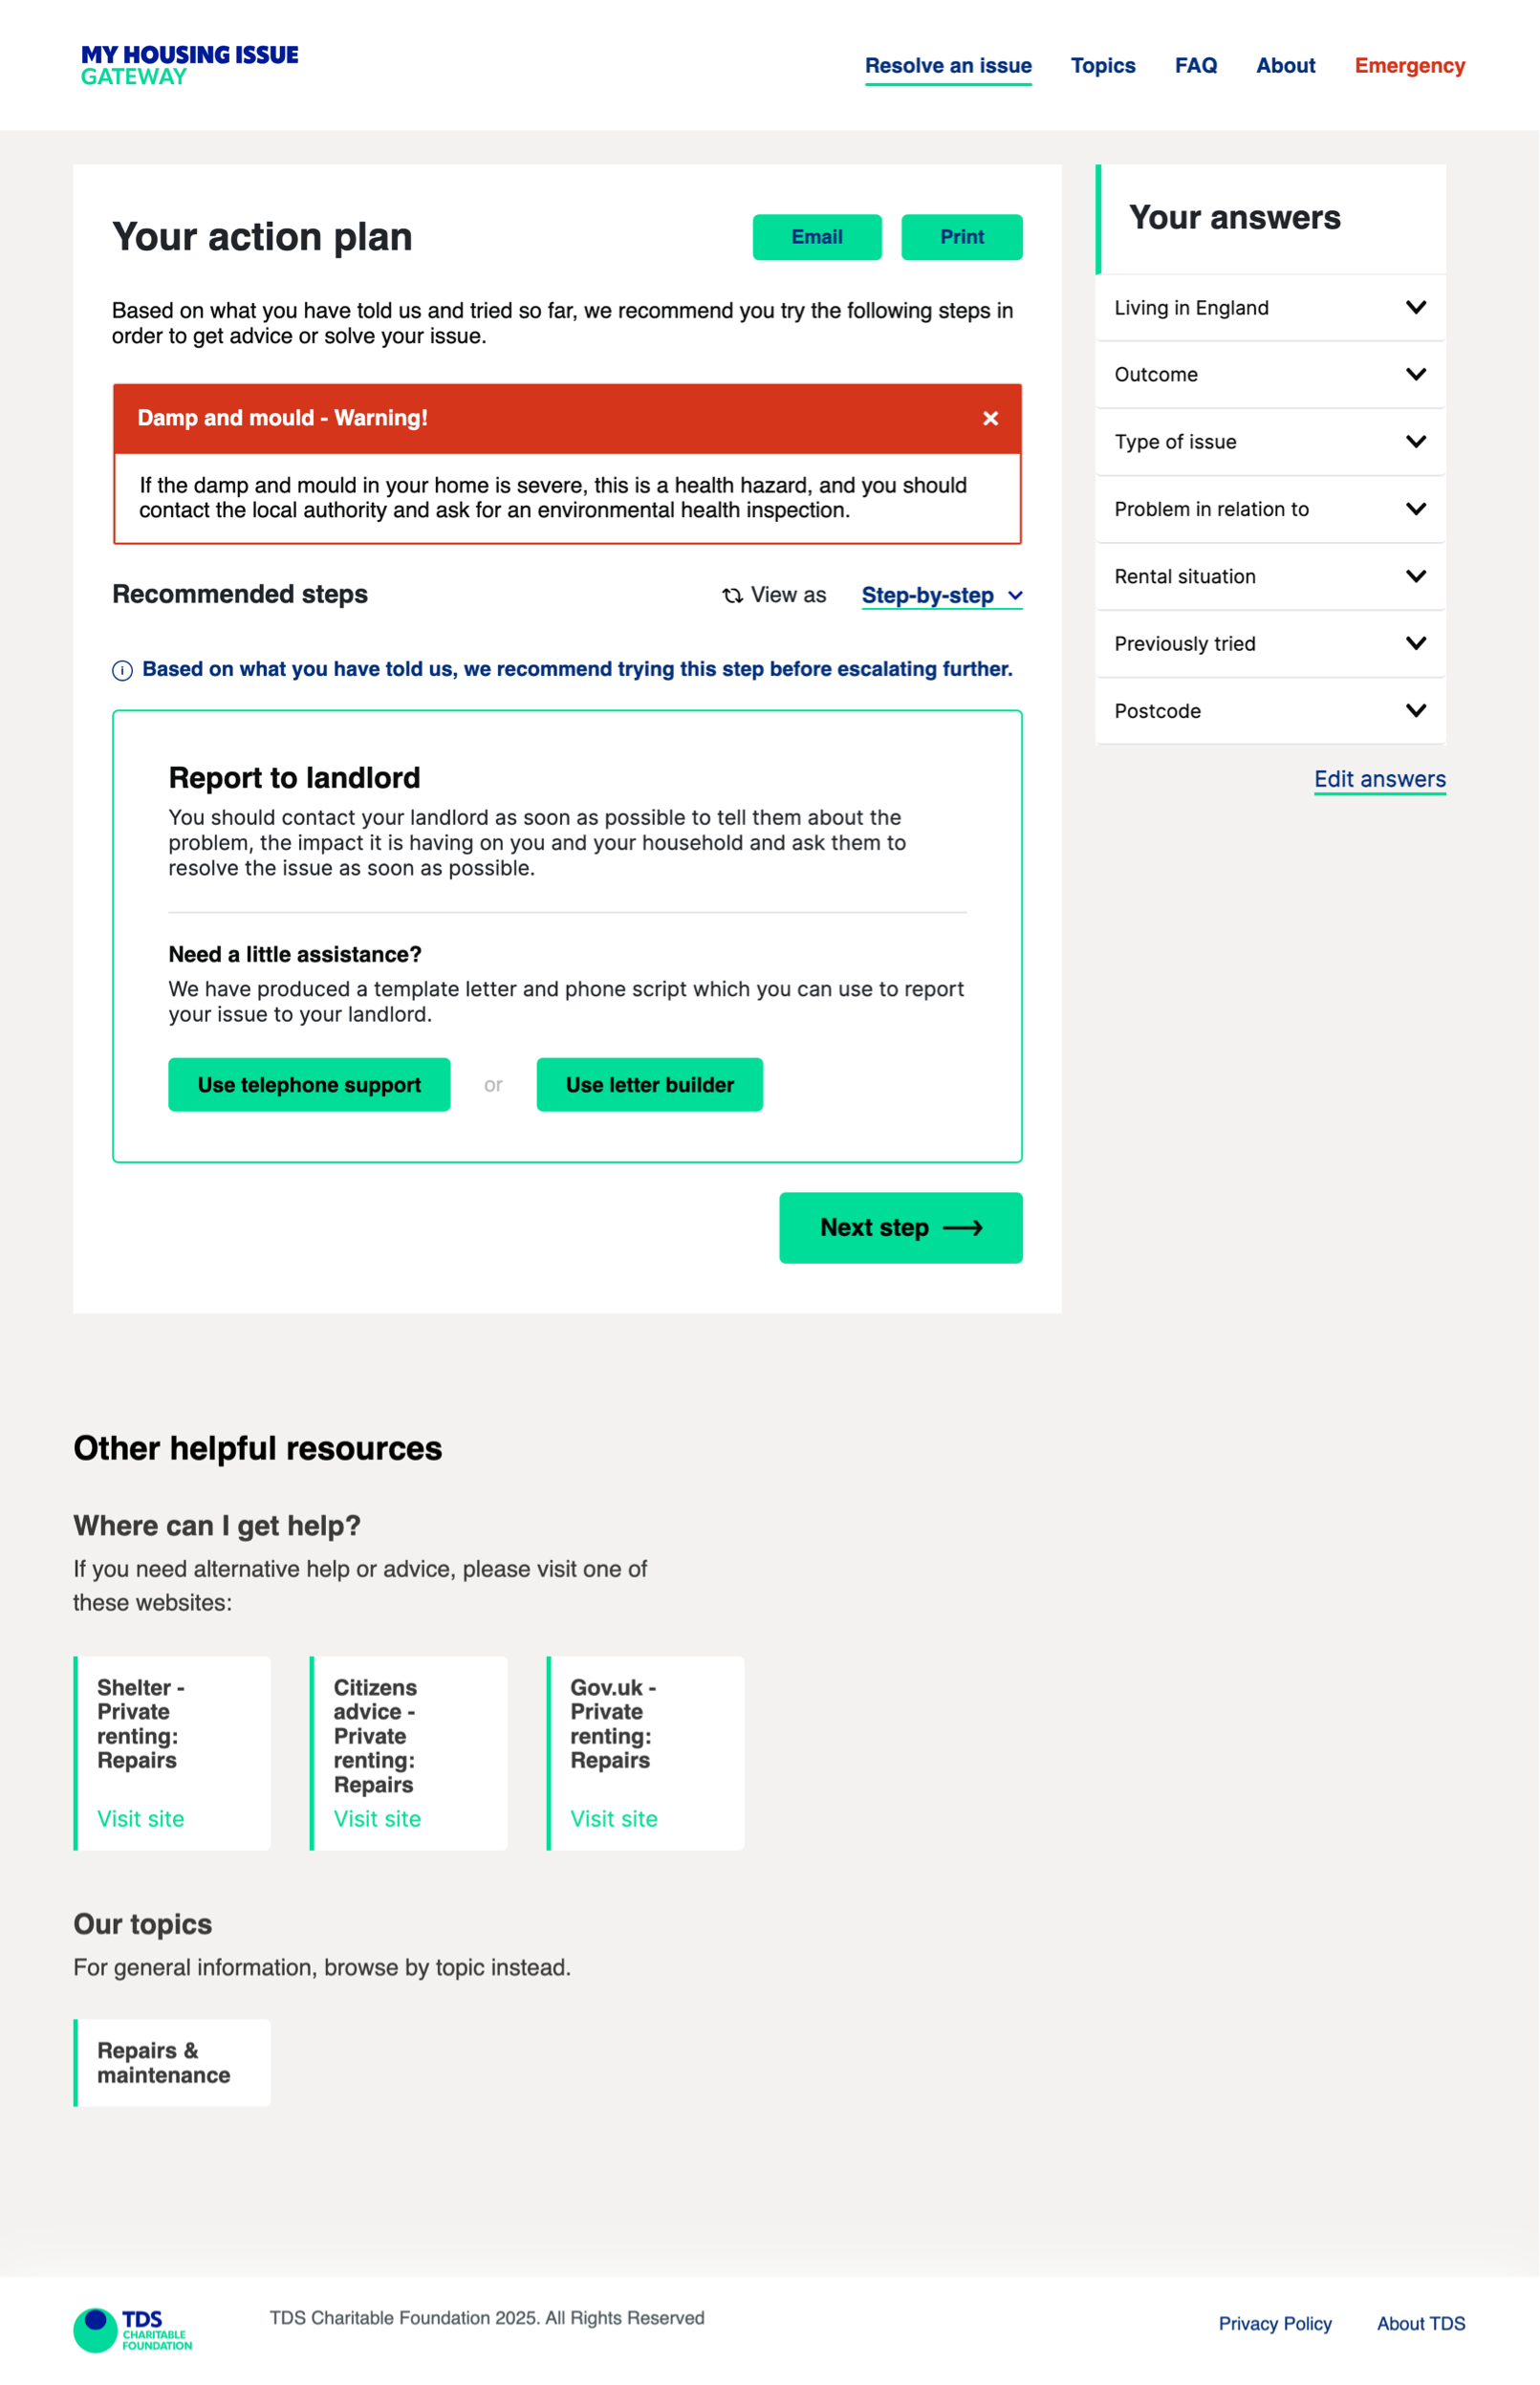 MY HOUSING ISSUE
GATEWAY
Resolve an issue
Topics
FAQ
About
Emergency
Your action plan
Email
Print
Based on what you have told us and tried so far, we recommend you try the following steps in
order to get advice or solve your issue.
Damp and mould - Warning!
If the damp and mould in your home is severe, this is a health hazard, and you should
contact the local authority and ask for an environmental health inspection.
Recommended steps
View as
Step-by-step
Based on what you have told us, we recommend trying this step before escalating further.
Report to landlord
You should contact your landlord as soon as possible to tell them about the
problem, the impact it is having on you and your household and ask them to
resolve the issue as soon as possible.
Need a little assistance?
We have produced a template letter and phone script which you can use to report
your issue to your landlord.
Use telephone support
or
Use letter builder
Next step
Your answers
Living in England
Outcome
Type of issue
Problem in relation to
Rental situation
Previously tried
Postcode
Edit answers
Other helpful resources
Where can I get help?
If you need alternative help or advice, please visit one of
these websites:
Shelter -
Private
renting:
Repairs
Visit site
Citizens
advice -
Private
renting:
Repairs
Visit site
Gov.uk -
Private
renting:
Repairs
Visit site
Our topics
For general information, browse by topic instead.
Repairs &
maintenance
TDS
CHARITABLE
FOUNDATION
TDS Charitable Foundation 2025. All Rights Reserved
Privacy Policy
About TDS